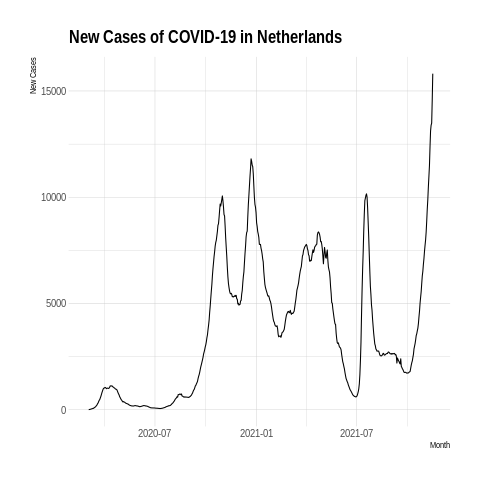 New Cases of COVID-19 in Netherlands
New Cases
15000
10000
5000
0
2020-07
2021-01
2021-07
Month